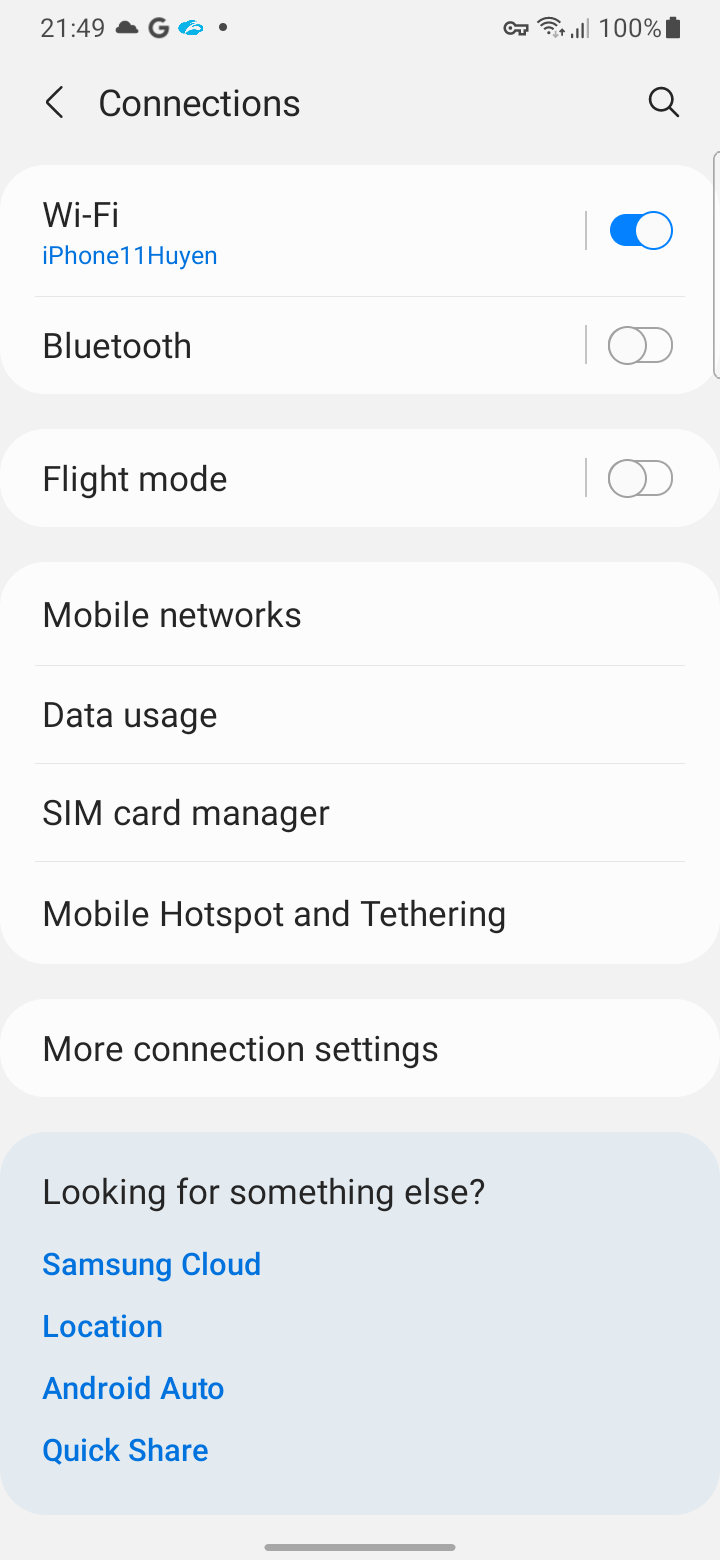 21:49 G 100%
Connections
Wi-Fi
iPhone11Huyen
Bluetooth
Flight mode
Mobile networks
Data usage
SIM card manager
Mobile Hotspot and Tethering
More connection settings
Looking for something else?
Samsung Cloud
Location
Android Auto
Quick Share